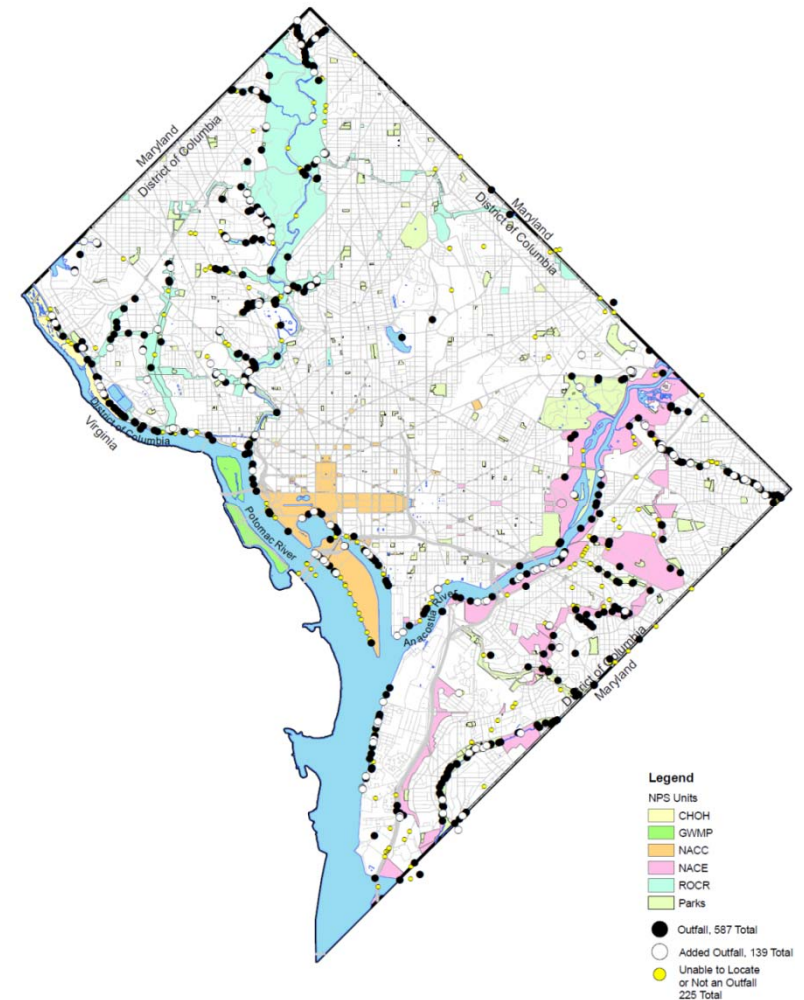 Maryland
District of Columbia
Maryland
District of Columbia
District of Columbia
Virginia
Potomac River
Anacostia River
District of Columbia
Maryland
Legend
NPS Units
CHOH
GWMP
NACC
NACE
ROCR
Parks
Outfall, 587 Total
Added Outfall, 139 Total
Unable to Locate
or Not an Outfall
225 Total